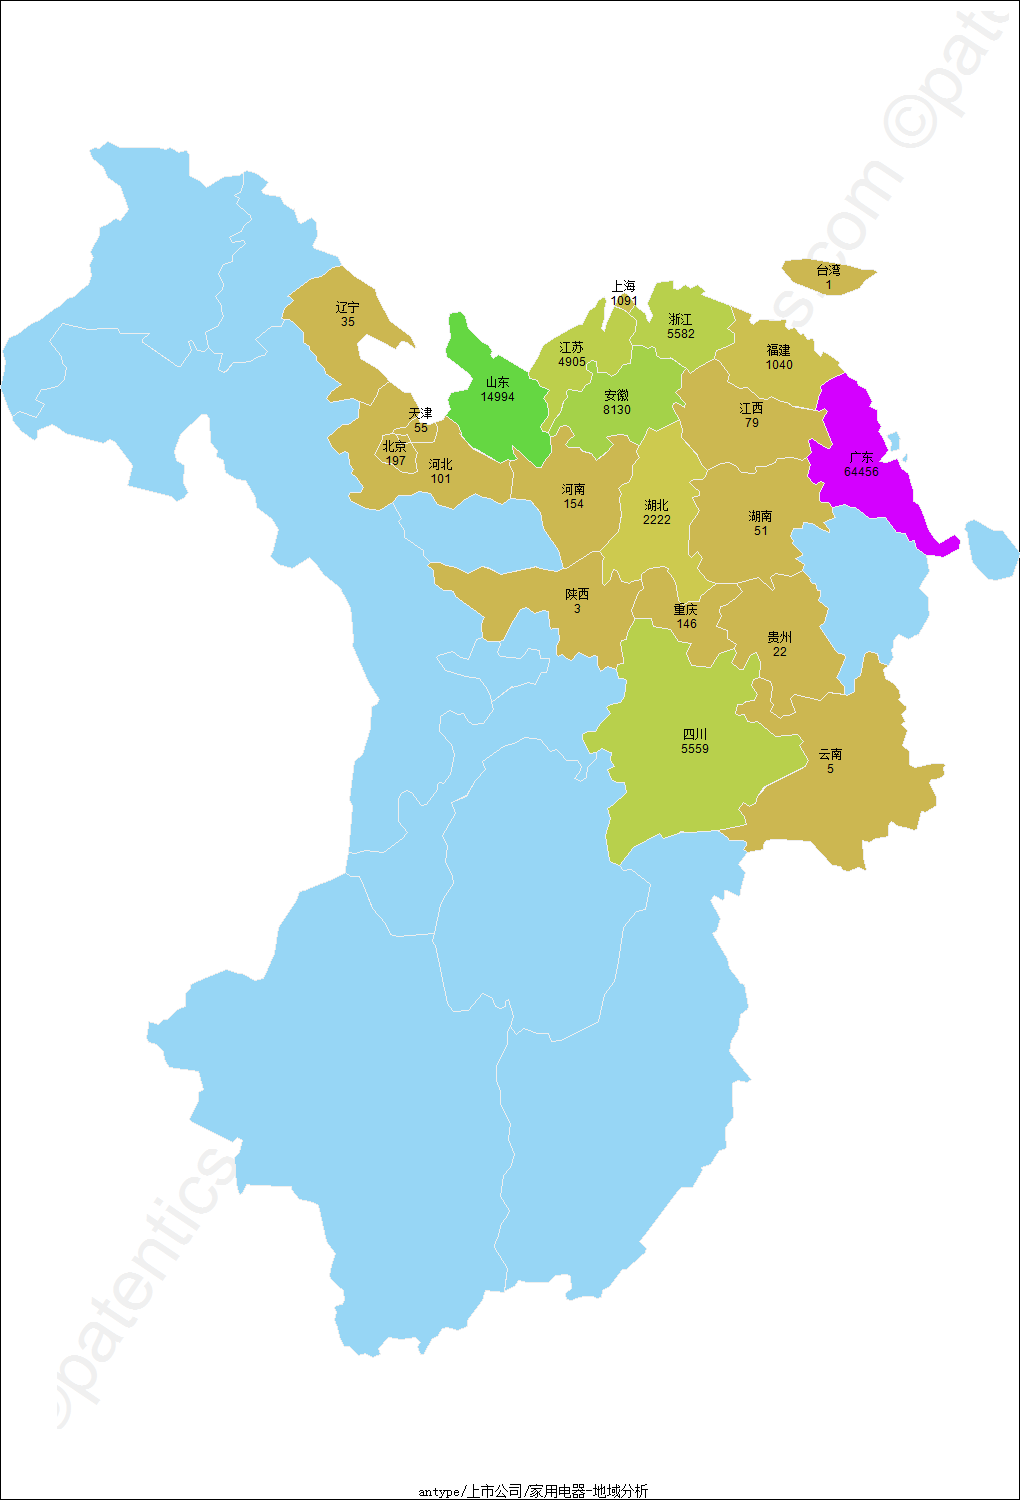 ©pate
s.com
台湾
1
上海
1091
浙江
5582
辽宁
35
江苏
4905
福建
1040
山东
14994
安徽
8130
江西
79
天津
55
北京
197
河北
101
广东
64456
河南
154
湖北
2222
湖南
51
陕西
3
重庆
146
贵州
22
四川
5559
云南
5
©patentics
antype/上市公司/家用电器-地域分析